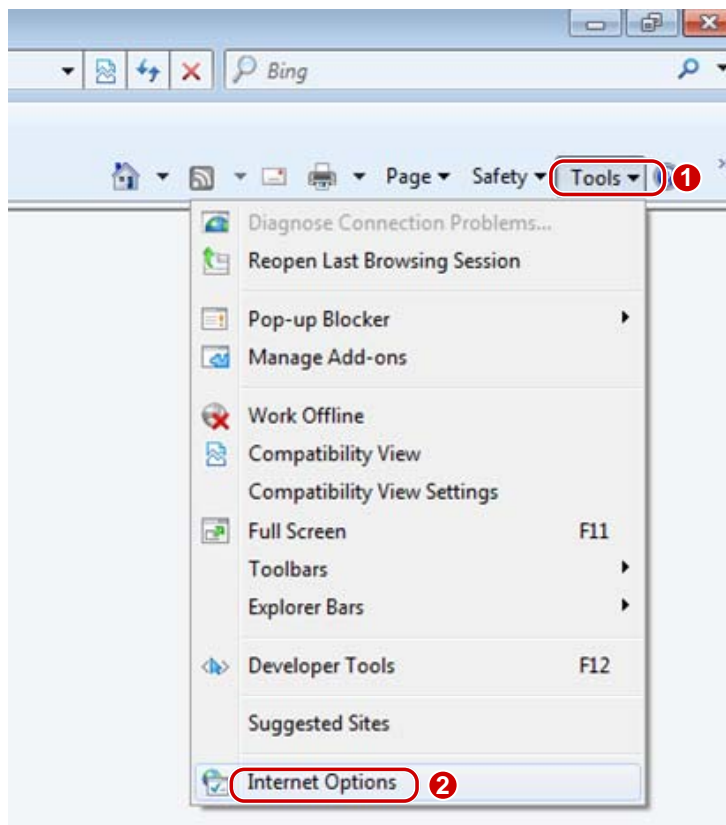 Bing
Page Safety Tools 1
Diagnose Connection Problems...
Reopen Last Browsing Session
Pop-up Blocker
Manage Add-ons
Work Offline
Compatibility View
Compatibility View Settings
Full Screen F11
Toolbars
Explorer Bars
Developer Tools F12
Suggested Sites
Internet Options 2